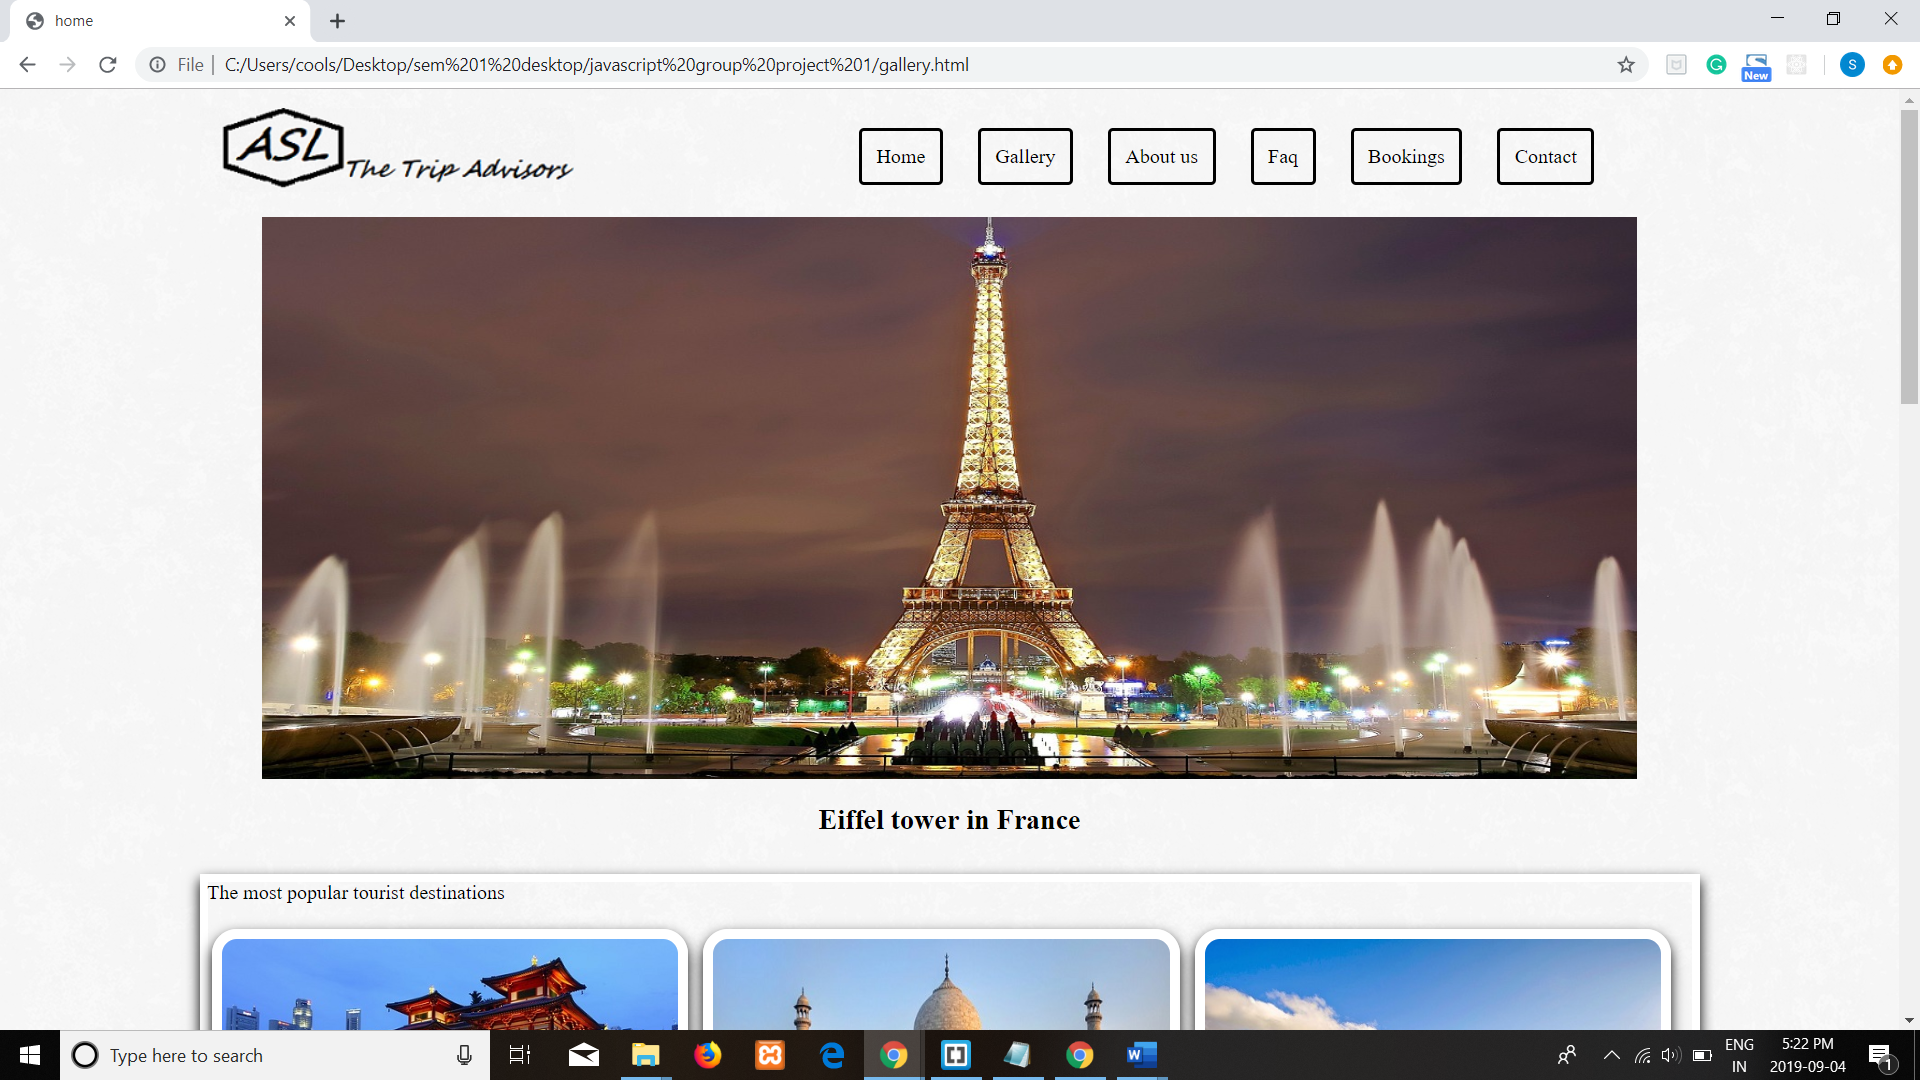 home
File | C:/Users/cools/Desktop/sem%201%20desktop/javascript%20group%20project%201/gallery.html
New
S
ASL The Trip Advisors
Home Gallery About us Faq Bookings Contact
Eiffel tower in France
The most popular tourist destinations
Type here to search
ENG 5:22 PM
IN 2019-09-04
1